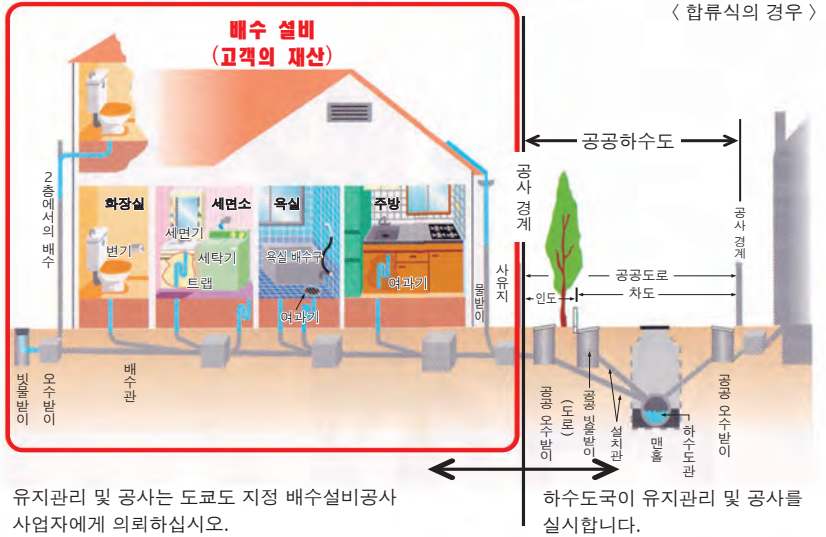 〈 합류식의 경우 〉
배수 설비
(고객의 재산)
공공하수도
2층에서의 배수
화장실
세면소
욕실
주방
변기
세면기
세탁기
트랩
욕실 배수구
여과기
여과기
물받이
사유지
공사 경계
공사 경계
공공도로
인도
차도
빗물받이
오수받이
배수관
공공 오수받이
공공 빗물받이
(도로)
설치관
맨홀
하수도관
공공 오수받이
유지관리 및 공사는 도쿄도 지정 배수설비공사
사업자에게 의뢰하십시오.
하수도국이 유지관리 및 공사를
실시합니다.